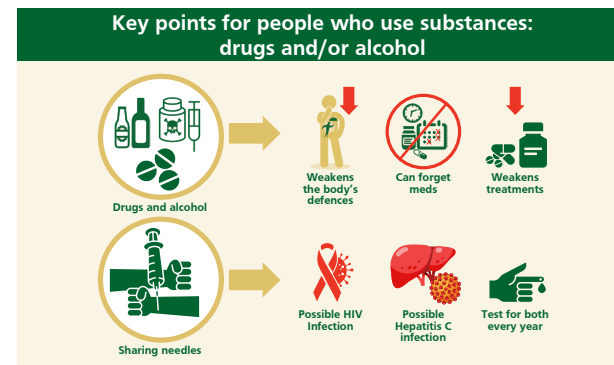 Key points for people who use substances:
drugs and/or alcohol
Drugs and alcohol
Weakens
the body's
defences
Can forget
meds
Weakens
treatments
Sharing needles
Possible HIV
Infection
Possible
Hepatitis C
infection
Test for both
every year